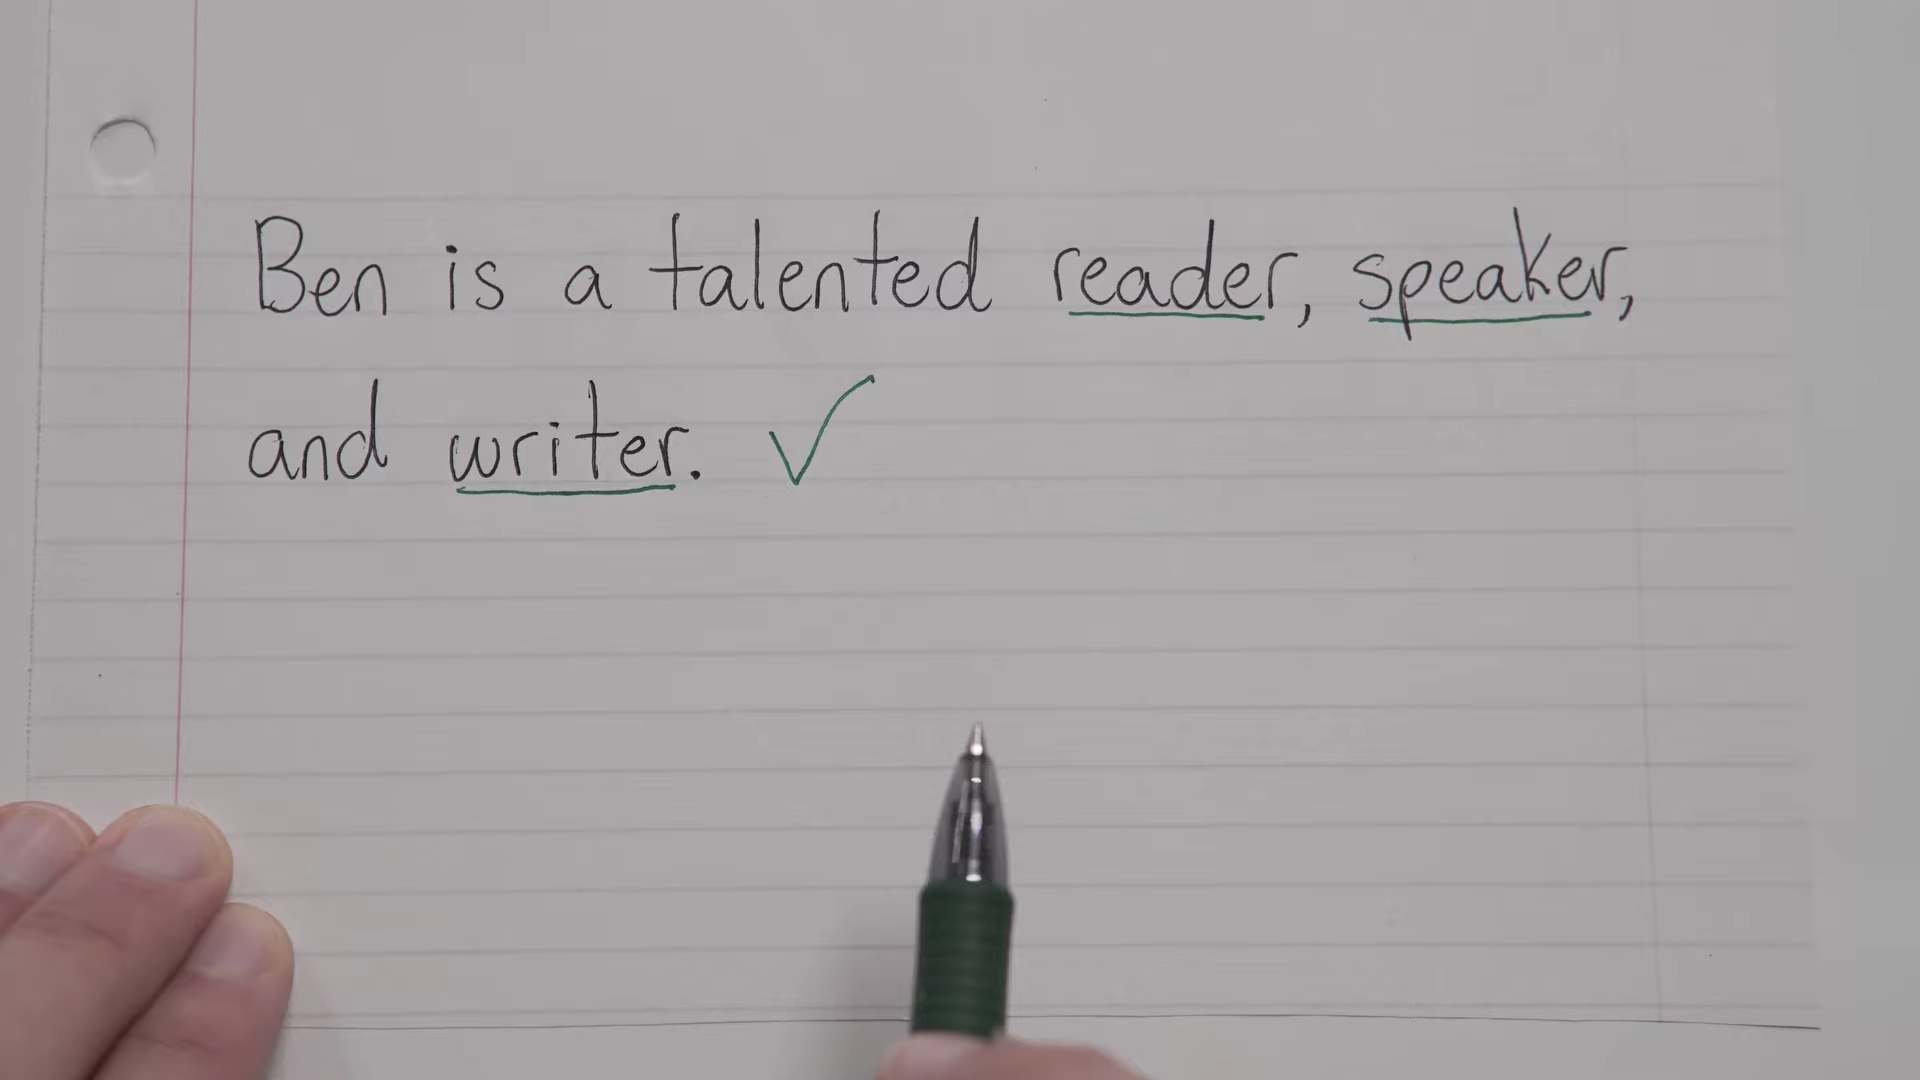 Ben is a talented reader, speaker,
and writer. ✓